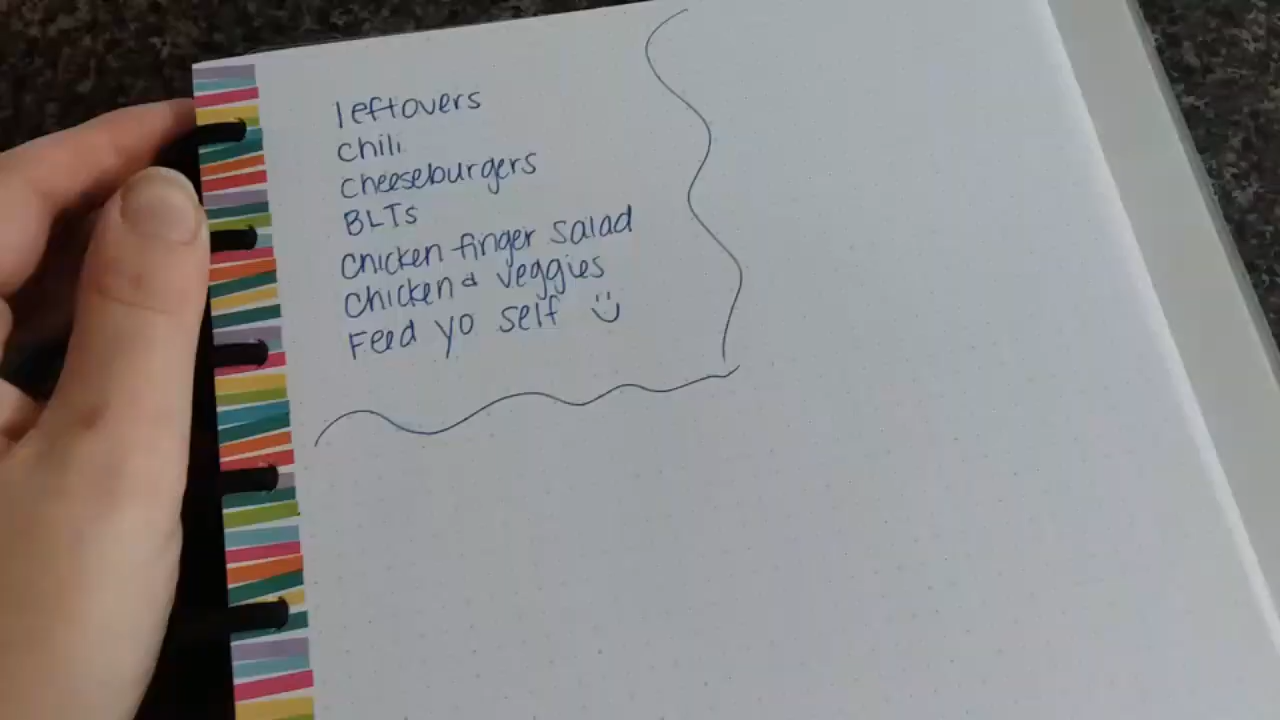 leftovers
chili
cheeseburgers
BLTs
chicken finger salad
chicken & veggies
Feed yo self